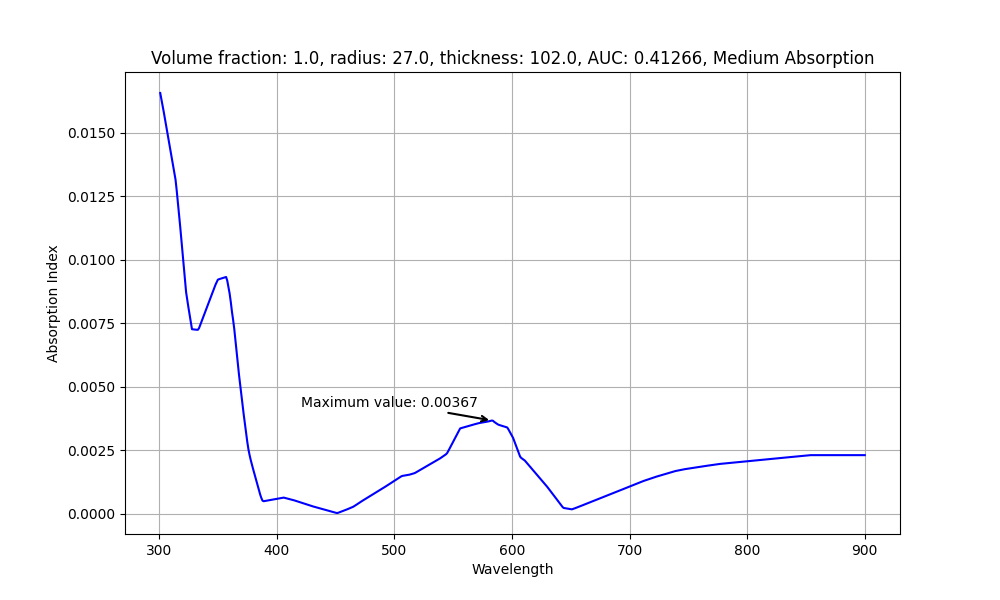 Volume fraction: 1.0, radius: 27.0, thickness: 102.0, AUC: 0.41266, Medium Absorption
0.0150
0.0125
0.0100
0.0075
0.0050
0.0025
0.0000
Absorption Index
Maximum value: 0.00367
300 400 500 600 700 800 900
Wavelength